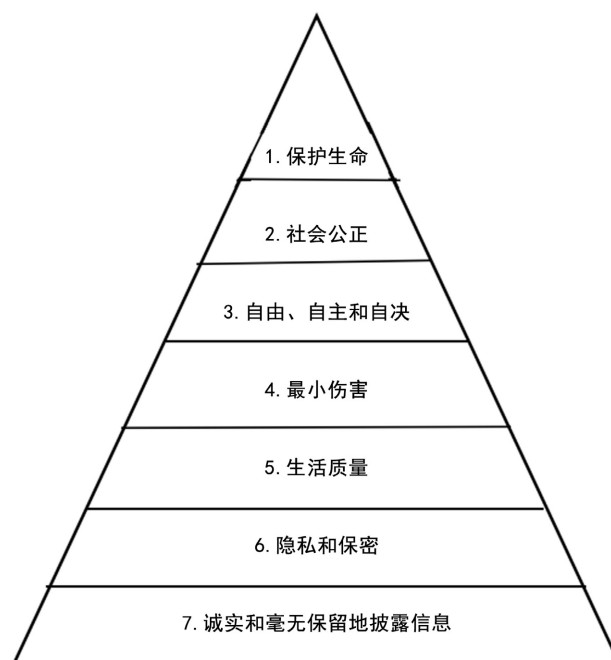 1.保护生命
2.社会公正
3.自由、自主和自决
4.最小伤害
5.生活质量
6.隐私和保密
7.诚实和毫无保留地披露信息